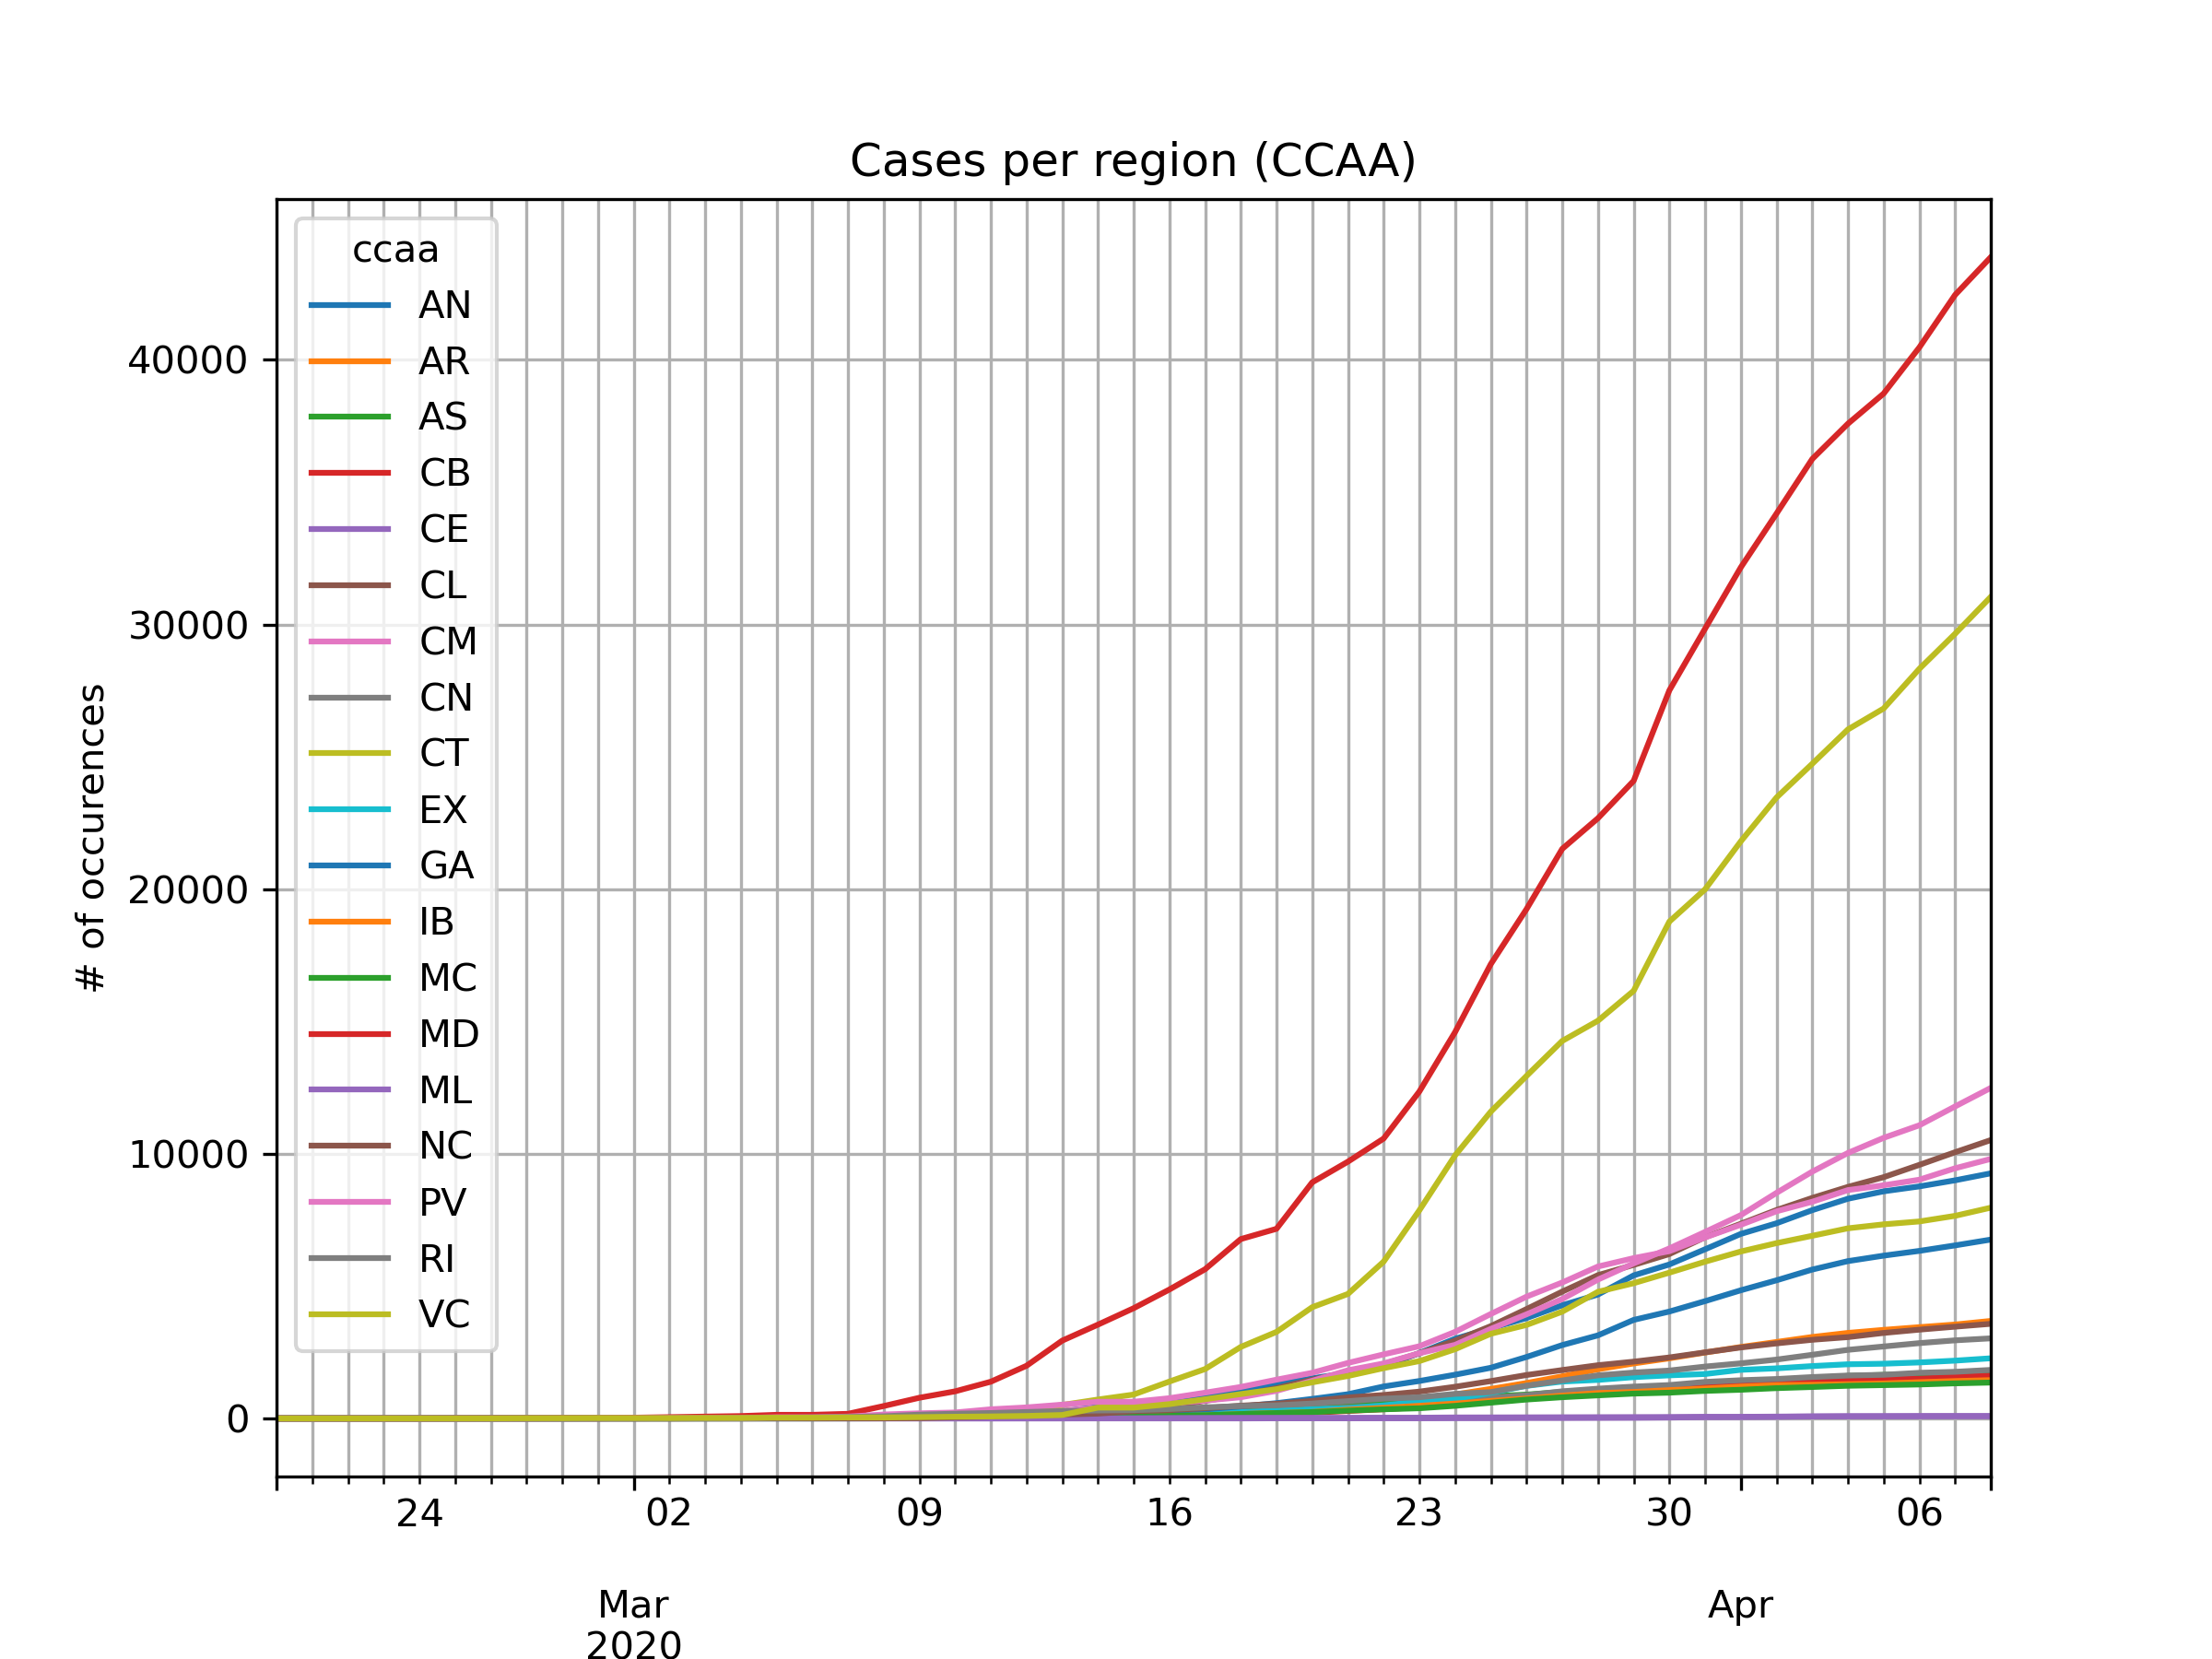 Cases per region (CCAA)
ccaa
AN
AR
AS
CB
CE
CL
CM
CN
CT
EX
GA
IB
MC
MD
ML
NC
PV
RI
VC
40000
30000
20000
10000
0
# of occurences
24 02 09 16 23 30 06
Mar Apr
2020